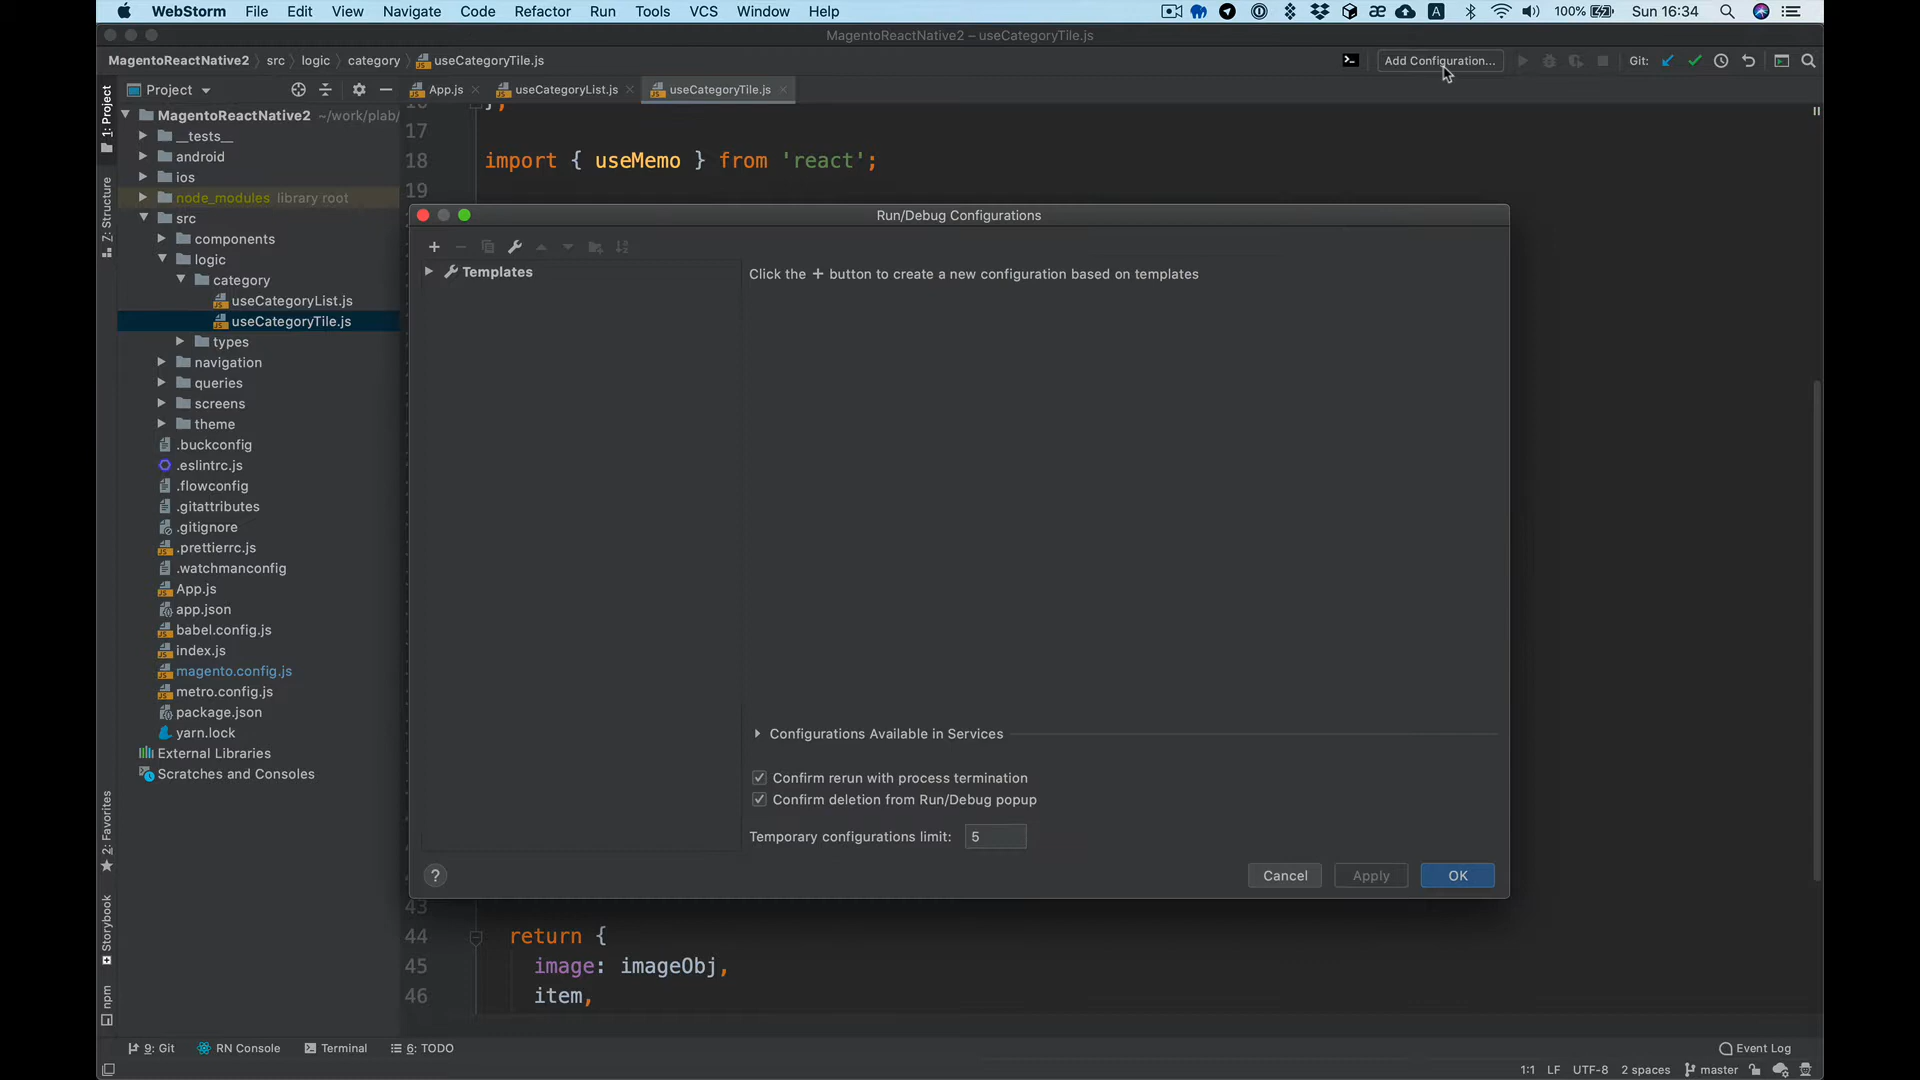 WebStorm File Edit View Navigate Code Refactor Run Tools VCS Window Help 100% Sun 16:34
MagentoReactNative2 – useCategoryTile.js
MagentoReactNative2 src logic category useCategoryTile.js Add Configuration... Git:
Project App.js useCategoryList.js useCategoryTile.js
1: Project
7: Structure
2: Favorites
Storybook
npm
MagentoReactNative2 ~/work/plab/
__tests__
android
ios
node_modules library root
src
components
logic
category
useCategoryList.js
useCategoryTile.js
types
navigation
queries
screens
theme
.buckconfig
.eslintrc.js
.flowconfig
.gitattributes
.gitignore
.prettierrc.js
.watchmanconfig
App.js
app.json
babel.config.js
index.js
magento.config.js
metro.config.js
package.json
yarn.lock
External Libraries
Scratches and Consoles
17
18 import { useMemo } from 'react';
19
Run/Debug Configurations
Templates
Click the + button to create a new configuration based on templates
Configurations Available in Services
Confirm rerun with process termination
Confirm deletion from Run/Debug popup
Temporary configurations limit: 5
? Cancel Apply OK
43
44 return {
45 image: imageObj,
46 item,
9: Git RN Console Terminal 6: TODO Event Log
1:1 LF UTF-8 2 spaces master